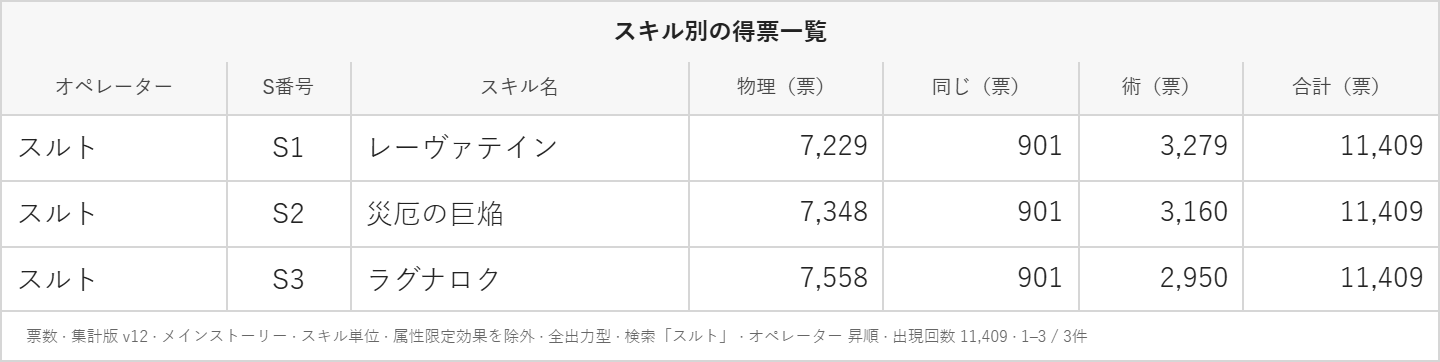 スキル別の得票一覧
オペレーター S番号 スキル名 物理（票） 同じ（票） 術（票） 合計（票）
スルト S1 レーヴァテイン 7,229 901 3,279 11,409
スルト S2 災厄の巨焔 7,348 901 3,160 11,409
スルト S3 ラグナロク 7,558 901 2,950 11,409
票数 · 集計版 v12 · メインストーリー · スキル単位 · 属性限定効果を除外 · 全出力型 · 検索「スルト」 · オペレーター 昇順 · 出現回数 11,409 · 1–3 / 3件